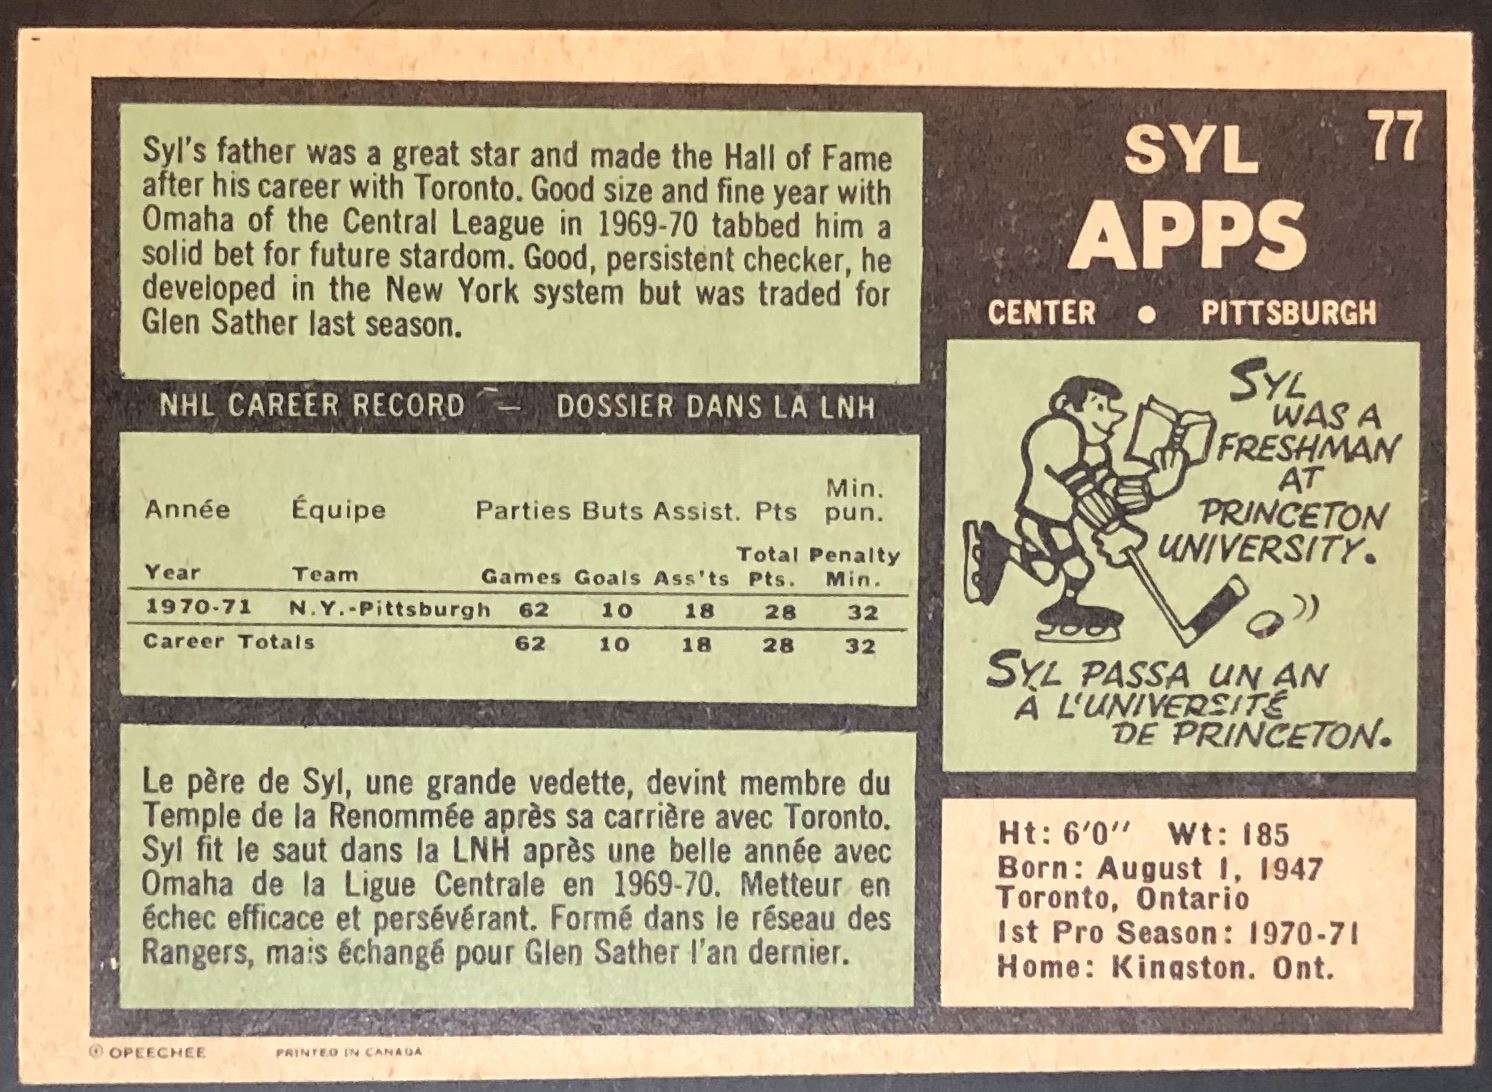 Syl's father was a great star and made the Hall of Fame
after his career with Toronto. Good size and fine year with
Omaha of the Central League in 1969-70 tabbed him a
solid bet for future stardom. Good, persistent checker, he
developed in the New York system but was traded for
Glen Sather last season.
NHL CAREER RECORD — DOSSIER DANS LA LNH
Année Équipe Parties Buts Assist. Pts Min. pun.
Year Team Games Goals Ass'ts Total Pts. Penalty Min.
1970-71 N.Y.-Pittsburgh 62 10 18 28 32
Career Totals 62 10 18 28 32
Le père de Syl, une grande vedette, devint membre du
Temple de la Renommée après sa carrière avec Toronto.
Syl fit le saut dans la LNH après une belle année avec
Omaha de la Ligue Centrale en 1969-70. Metteur en
échec efficace et persévérant. Formé dans le réseau des
Rangers, mais échangé pour Glen Sather l'an dernier.
77
SYL
APPS
CENTER • PITTSBURGH
SYL
WAS A
FRESHMAN
AT
PRINCETON
UNIVERSITY.
SYL PASSA UN AN
À L'UNIVERSITÉ
DE PRINCETON.
Ht: 6'0" Wt: 185
Born: August 1, 1947
Toronto, Ontario
1st Pro Season: 1970-71
Home: Kingston, Ont.
© OPEECHEE PRINTED IN CANADA